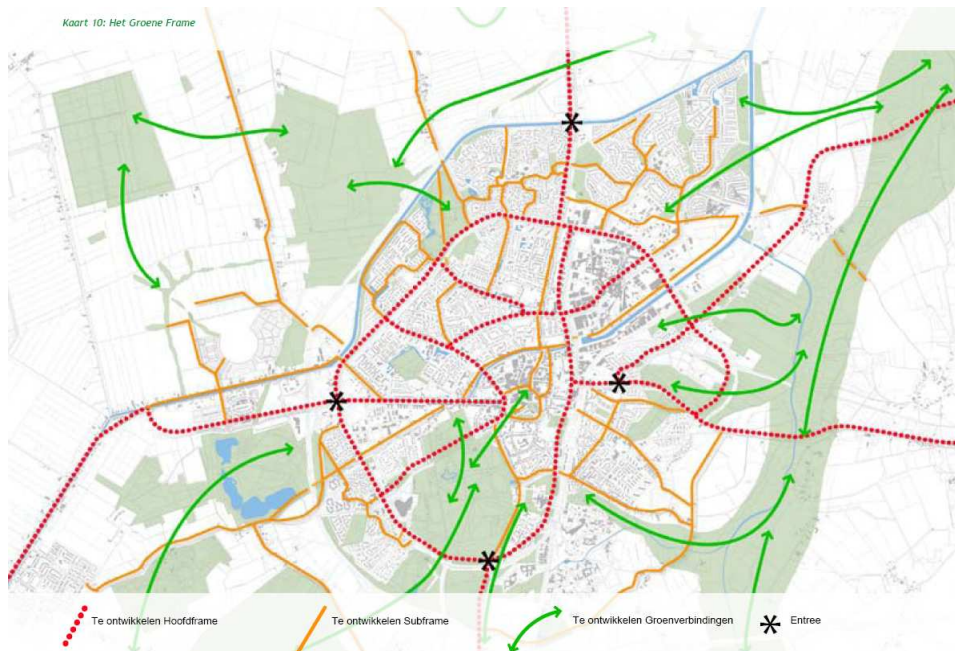 Kaart 10: Het Groene Frame
Te ontwikkelen Hoofdframe
Te ontwikkelen Subframe
Te ontwikkelen Groenverbindingen
Entree